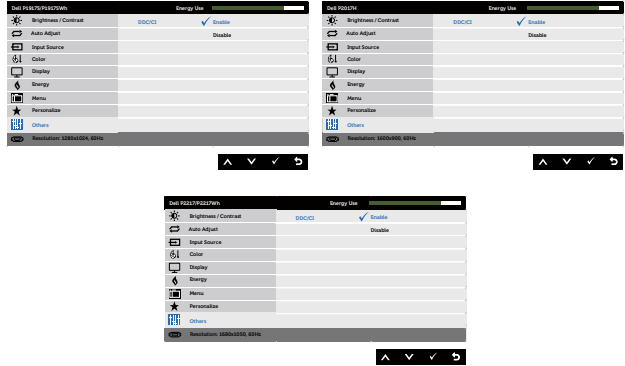 Dell P1917S/P1917SWh Energy Use
Brightness / Contrast DDC/CI Enable
Auto Adjust Disable
Input Source
Color
Display
Energy
Menu
Personalize
Others
Resolution: 1280x1024, 60Hz
Dell P2017H Energy Use
Brightness / Contrast DDC/CI Enable
Auto Adjust Disable
Input Source
Color
Display
Energy
Menu
Personalize
Others
Resolution: 1600x900, 60Hz
Dell P2217/P2217Wh Energy Use
Brightness / Contrast DDC/CI Enable
Auto Adjust Disable
Input Source
Color
Display
Energy
Menu
Personalize
Others
Resolution: 1680x1050, 60Hz